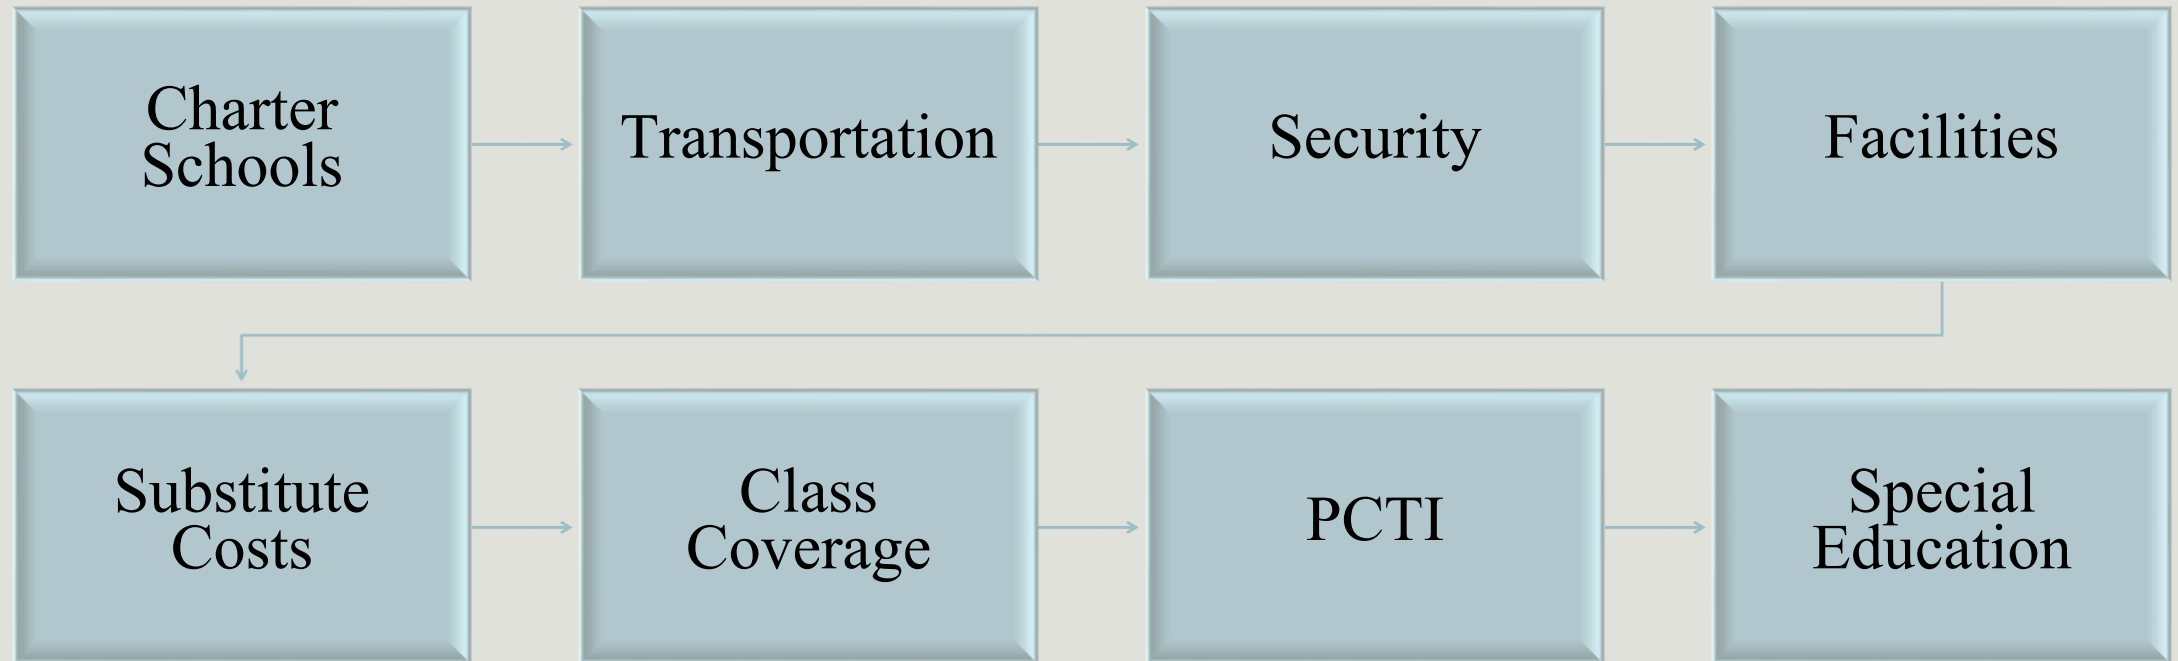 Charter
Schools
Transportation
Security
Facilities
Substitute
Costs
Class
Coverage
PCTI
Special
Education